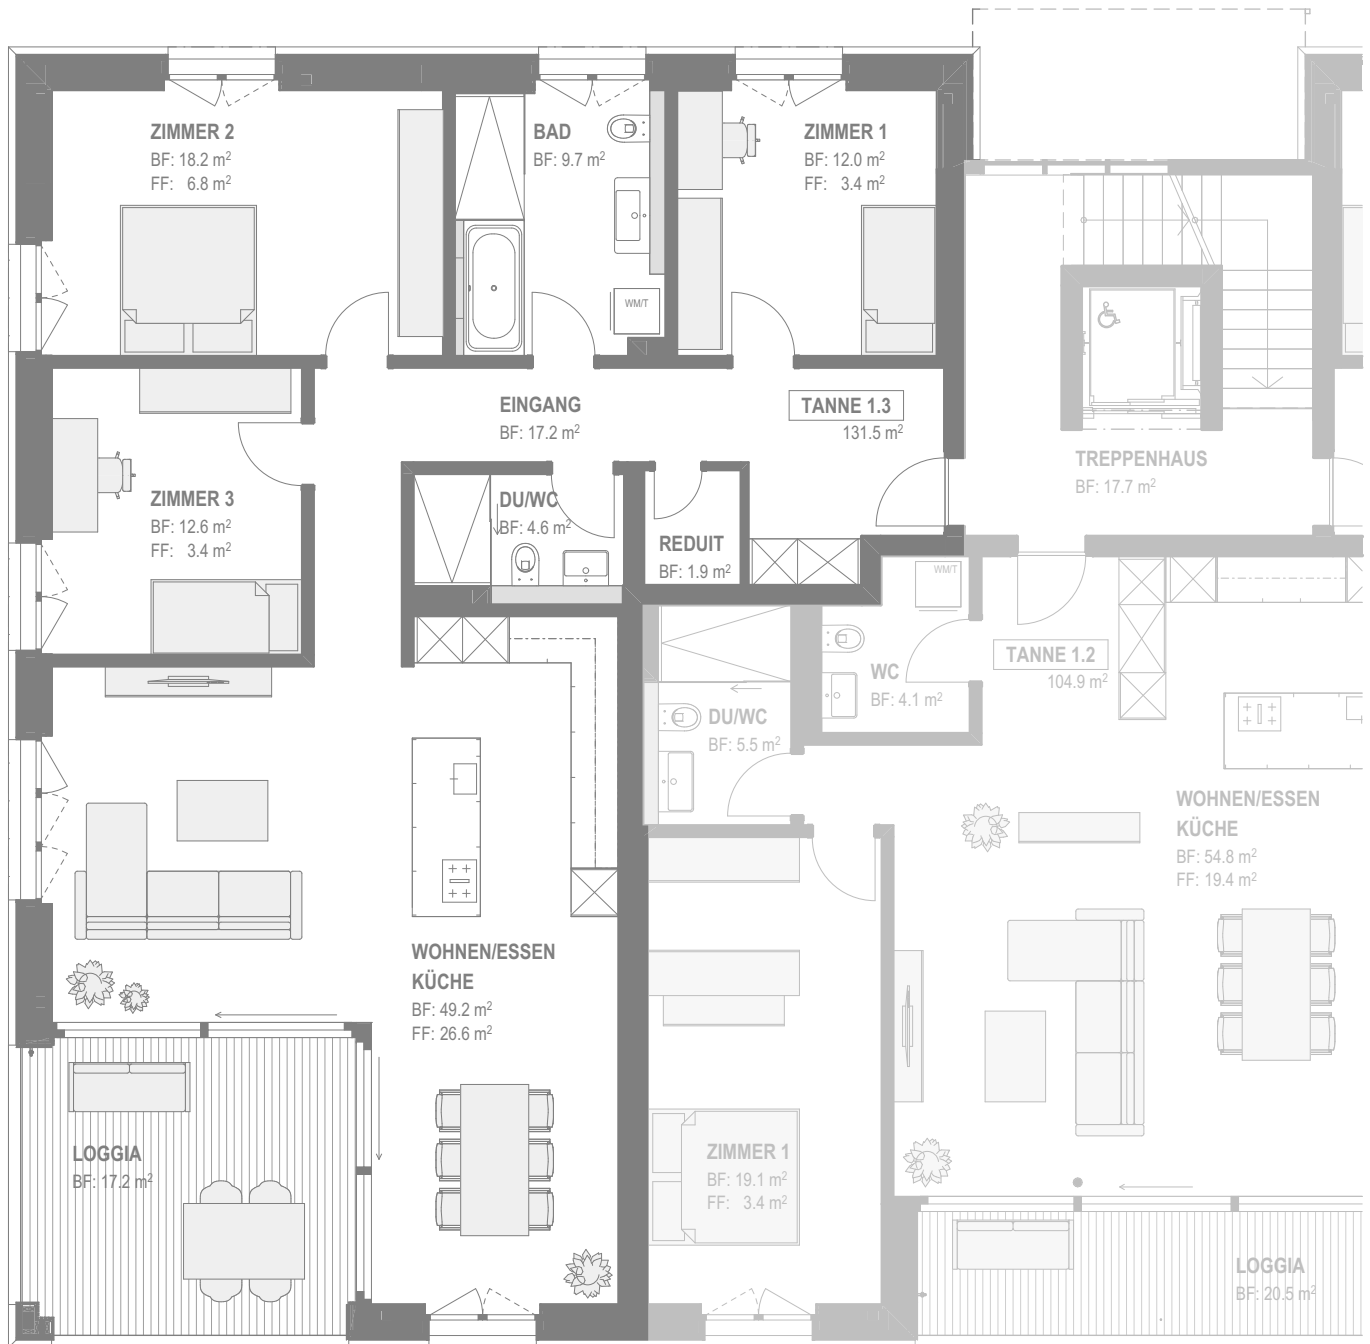 ZIMMER 2
BF: 18.2 m²
FF: 6.8 m²
BAD
BF: 9.7 m²
ZIMMER 1
BF: 12.0 m²
FF: 3.4 m²
WM/T
EINGANG
BF: 17.2 m²
TANNE 1.3
131.5 m²
TREPPENHAUS
BF: 17.7 m²
ZIMMER 3
BF: 12.6 m²
FF: 3.4 m²
DU/WC
BF: 4.6 m²
REDUIT
BF: 1.9 m²
WM/T
WC
BF: 4.1 m²
TANNE 1.2
104.9 m²
DU/WC
BF: 5.5 m²
WOHNEN/ESSEN
KÜCHE
BF: 54.8 m²
FF: 19.4 m²
WOHNEN/ESSEN
KÜCHE
BF: 49.2 m²
FF: 26.6 m²
LOGGIA
BF: 17.2 m²
ZIMMER 1
BF: 19.1 m²
FF: 3.4 m²
LOGGIA
BF: 20.5 m²